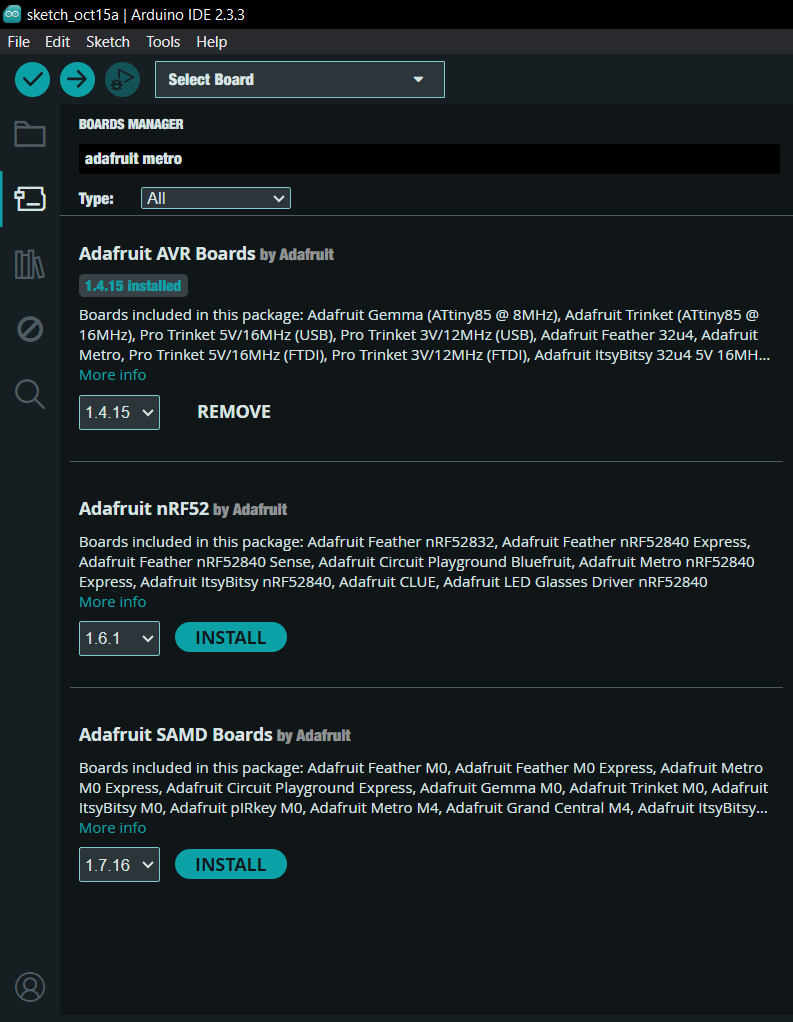 sketch_oct15a | Arduino IDE 2.3.3
File Edit Sketch Tools Help
Select Board
BOARDS MANAGER
adafruit metro
Type: All
Adafruit AVR Boards by Adafruit
1.4.15 installed
Boards included in this package: Adafruit Gemma (ATtiny85 @ 8MHz), Adafruit Trinket (ATtiny85 @
16MHz), Pro Trinket 5V/16MHz (USB), Pro Trinket 3V/12MHz (USB), Adafruit Feather 32u4, Adafruit
Metro, Pro Trinket 5V/16MHz (FTDI), Pro Trinket 3V/12MHz (FTDI), Adafruit ItsyBitsy 32u4 5V 16MH...
More info
1.4.15 REMOVE
Adafruit nRF52 by Adafruit
Boards included in this package: Adafruit Feather nRF52832, Adafruit Feather nRF52840 Express,
Adafruit Feather nRF52840 Sense, Adafruit Circuit Playground Bluefruit, Adafruit Metro nRF52840
Express, Adafruit ItsyBitsy nRF52840, Adafruit CLUE, Adafruit LED Glasses Driver nRF52840
More info
1.6.1 INSTALL
Adafruit SAMD Boards by Adafruit
Boards included in this package: Adafruit Feather M0, Adafruit Feather M0 Express, Adafruit Metro
M0 Express, Adafruit Circuit Playground Express, Adafruit Gemma M0, Adafruit Trinket M0, Adafruit
ItsyBitsy M0, Adafruit pIRkey M0, Adafruit Metro M4, Adafruit Grand Central M4, Adafruit ItsyBitsy...
More info
1.7.16 INSTALL